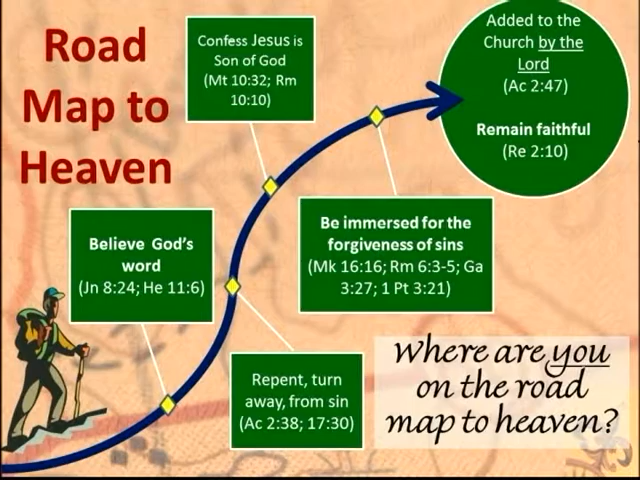 Road
Map to
Heaven
Confess Jesus is
Son of God
(Mt 10:32; Rm
10:10)
Added to the
Church by the
Lord
(Ac 2:47)
Remain faithful
(Re 2:10)
Believe God's
word
(Jn 8:24; He 11:6)
Be immersed for the
forgiveness of sins
(Mk 16:16; Rm 6:3-5; Ga
3:27; 1 Pt 3:21)
Repent, turn
away, from sin
(Ac 2:38; 17:30)
Where are you
on the road
map to heaven?